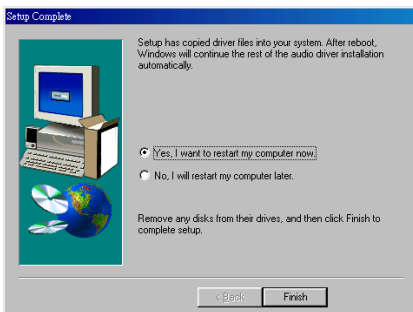 Setup Complete
Setup has copied driver files into your system. After reboot,
Windows will continue the rest of the audio driver installation
automatically.
Yes, I want to restart my computer now.
No, I will restart my computer later.
Remove any disks from their drives, and then click Finish to
complete setup.
< Back
Finish